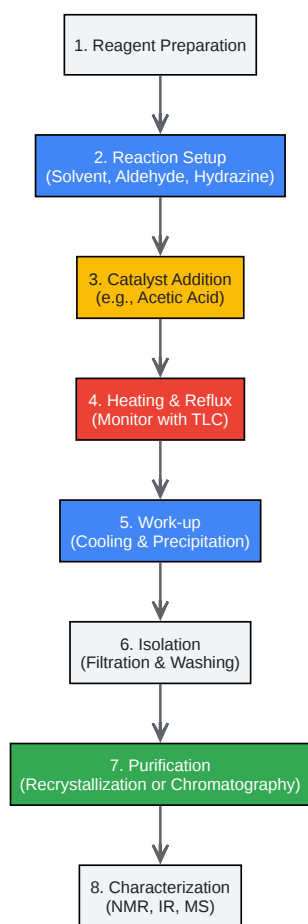 1. Reagent Preparation
2. Reaction Setup
(Solvent, Aldehyde, Hydrazine)
3. Catalyst Addition
(e.g., Acetic Acid)
4. Heating & Reflux
(Monitor with TLC)
5. Work-up
(Cooling & Precipitation)
6. Isolation
(Filtration & Washing)
7. Purification
(Recrystallization or Chromatography)
8. Characterization
(NMR, IR, MS)